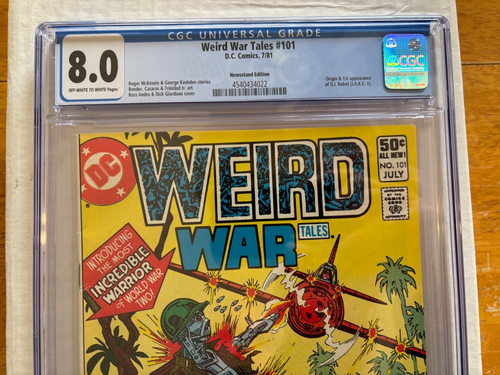 CGC UNIVERSAL GRADE
8.0
OFF-WHITE TO WHITE Pages
Weird War Tales #101
D.C. Comics, 7/81
Newsstand Edition
4540434022
Roger McKenzie & George Kashdan stories
Bender, Casaras & Trinidad Jr. art
Ross Andru & Dick Giordano cover
Origin & 1st appearance
of G.I. Robot (J.A.K.E.-1).
CGC
DC
WEIRD
WAR
TALES
50¢
ALL NEW!
NO. 101
JULY
APPROVED
BY THE
COMICS
CODE
AUTHORITY
INTRODUCING
THE MOST
INCREDIBLE
WARRIOR
OF WORLD WAR
TWO!